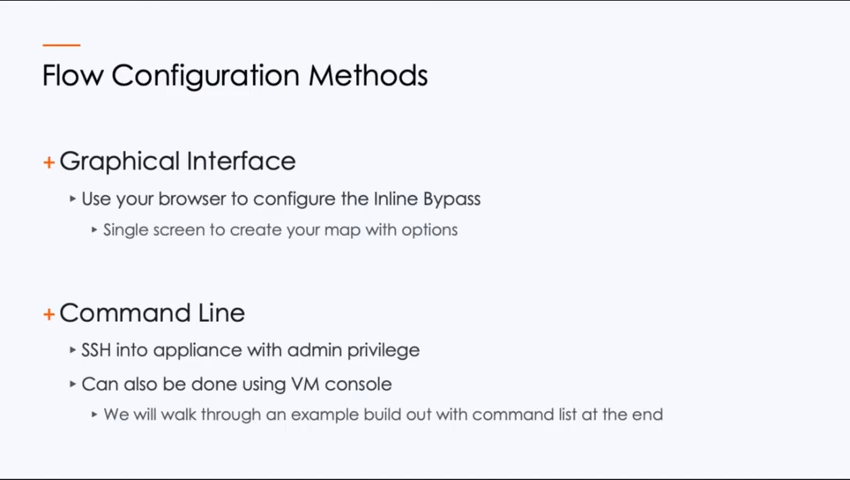 Flow Configuration Methods
+ Graphical Interface
▸ Use your browser to configure the Inline Bypass
▸ Single screen to create your map with options
+ Command Line
▸ SSH into appliance with admin privilege
▸ Can also be done using VM console
▸ We will walk through an example build out with command list at the end